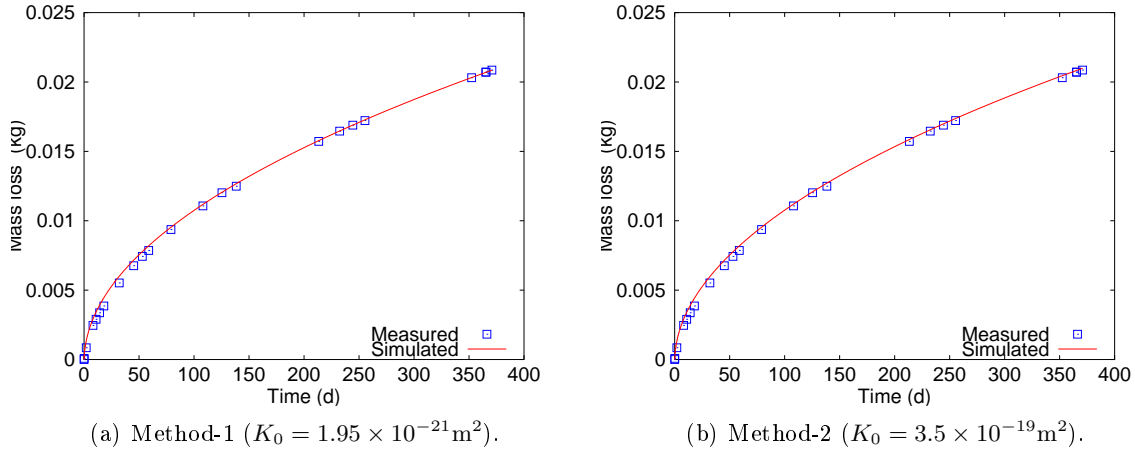 0.025
0.02
0.015
0.01
0.005
0
Mass loss (Kg)
0 50 100 150 200 250 300 350 400
Time (d)
Measured
Simulated
(a) Method-1 (K₀ = 1.95 × 10⁻²¹m²).
0.025
0.02
0.015
0.01
0.005
0
Mass loss (Kg)
0 50 100 150 200 250 300 350 400
Time (d)
Measured
Simulated
(b) Method-2 (K₀ = 3.5 × 10⁻¹⁹m²).